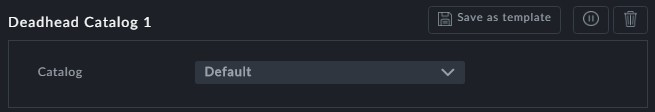 Deadhead Catalog 1
Save as template
Catalog
Default